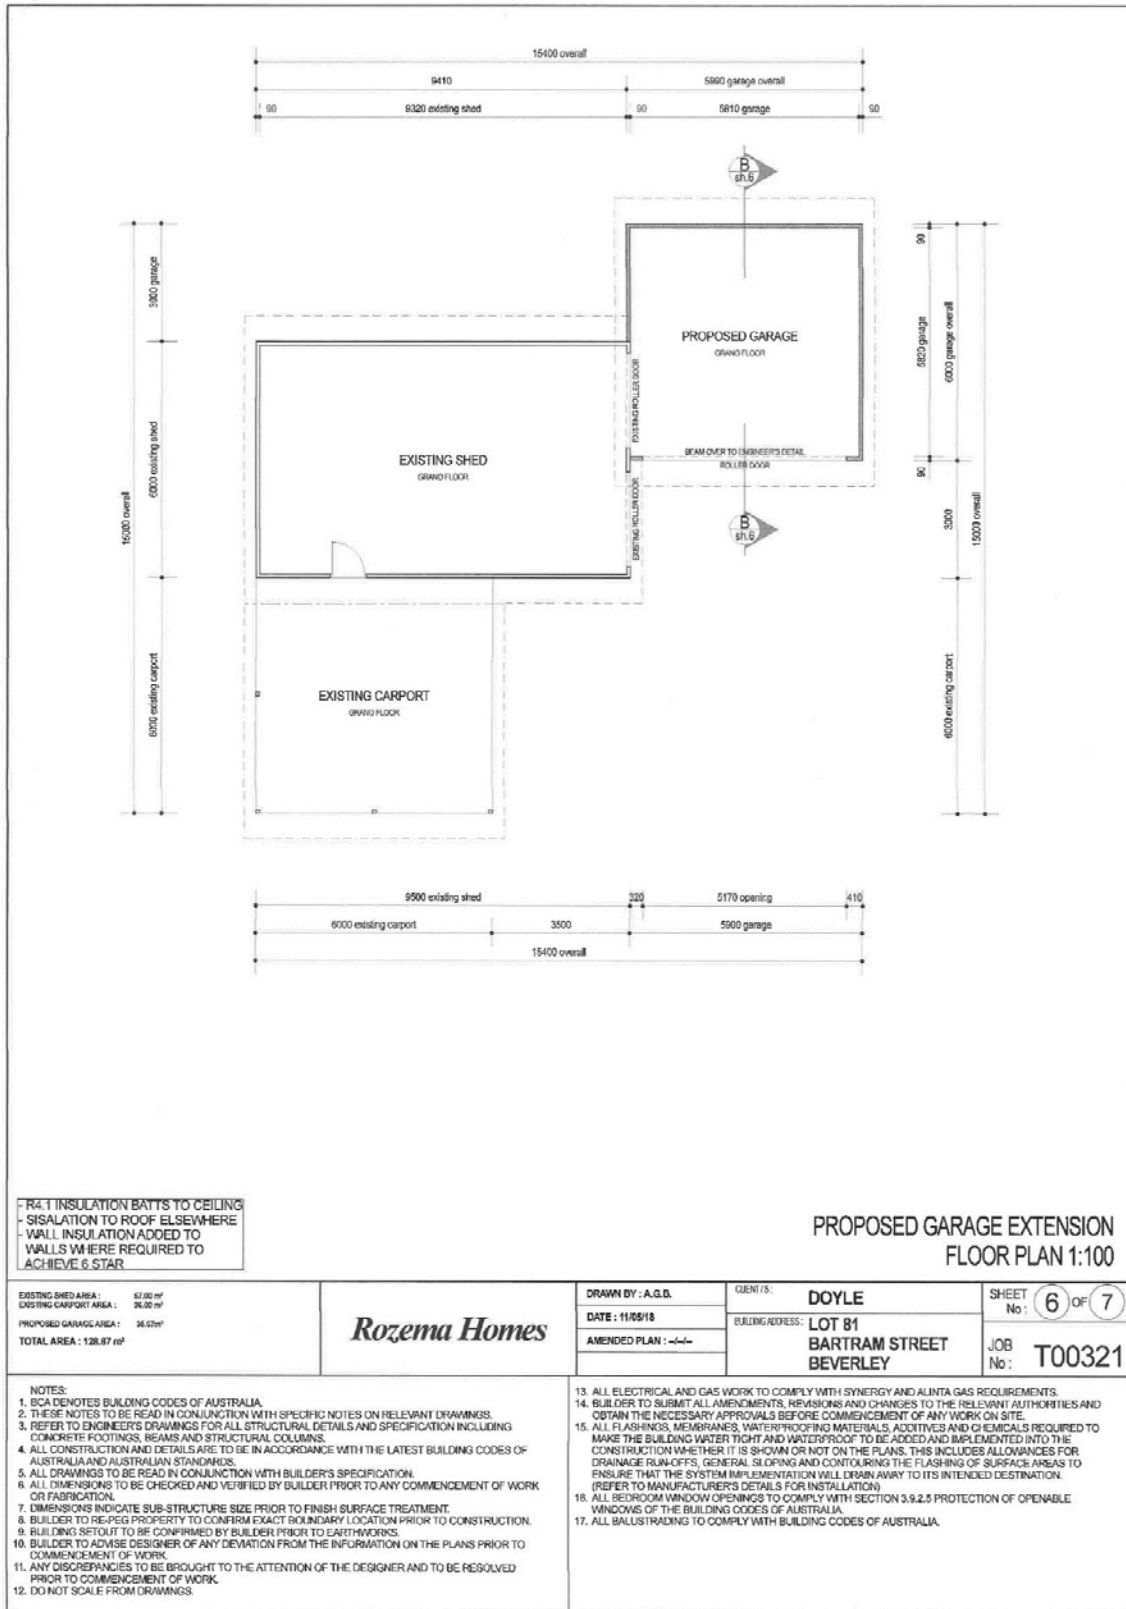 15400 overall
9410
5990 garage overall
90
9320 existing shed
90
5810 garage
90
B
sh.6
3000 garage
6000 existing shed
6000 existing carport
15000 overall
90
5820 garage
90
6000 garage overall
3000
6000 existing carport
15000 overall
PROPOSED GARAGE
GRANO FLOOR
EXISTING ROLLER DOOR
BEAM OVER TO ENGINEER'S DETAIL
ROLLER DOOR
EXISTING SHED
GRANO FLOOR
EXISTING ROLLER DOOR
B
sh.6
EXISTING CARPORT
GRANO FLOOR
9500 existing shed
320
5170 opening
410
6000 existing carport
3500
5900 garage
15400 overall
- R4.1 INSULATION BATTS TO CEILING
- SISALATION TO ROOF ELSEWHERE
- WALL INSULATION ADDED TO
WALLS WHERE REQUIRED TO
ACHIEVE 6 STAR
PROPOSED GARAGE EXTENSION
FLOOR PLAN 1:100
EXISTING SHED AREA : 57.00 m²
EXISTING CARPORT AREA : 36.00 m²
PROPOSED GARAGE AREA :
TOTAL AREA : 128.87 m²
Rozema Homes
DRAWN BY : A.G.B.
DATE : 11/05/18
AMENDED PLAN : --/--/--
CLIENT/S : DOYLE
BUILDING ADDRESS : LOT 81
BARTRAM STREET
BEVERLEY
SHEET No : 6 OF 7
JOB No : T00321
NOTES:
1. BCA DENOTES BUILDING CODES OF AUSTRALIA.
2. THESE NOTES TO BE READ IN CONJUNCTION WITH SPECIFIC NOTES ON RELEVANT DRAWINGS.
3. REFER TO ENGINEER'S DRAWINGS FOR ALL STRUCTURAL DETAILS AND SPECIFICATION INCLUDING
CONCRETE FOOTINGS, BEAMS AND STRUCTURAL COLUMNS.
4. ALL CONSTRUCTION AND DETAILS ARE TO BE IN ACCORDANCE WITH THE LATEST BUILDING CODES OF
AUSTRALIA AND AUSTRALIAN STANDARDS.
5. ALL DRAWINGS TO BE READ IN CONJUNCTION WITH BUILDER'S SPECIFICATION.
6. ALL DIMENSIONS TO BE CHECKED AND VERIFIED BY BUILDER PRIOR TO ANY COMMENCEMENT OF WORK
OR FABRICATION.
7. DIMENSIONS INDICATE SUB-STRUCTURE SIZE PRIOR TO FINISH SURFACE TREATMENT.
8. BUILDER TO RE-PEG PROPERTY TO CONFIRM EXACT BOUNDARY LOCATION PRIOR TO CONSTRUCTION.
9. BUILDING SETOUT TO BE CONFIRMED BY BUILDER PRIOR TO EARTHWORKS.
10. BUILDER TO ADVISE DESIGNER OF ANY DEVIATION FROM THE INFORMATION ON THE PLANS PRIOR TO
COMMENCEMENT OF WORK.
11. ANY DISCREPANCIES TO BE BROUGHT TO THE ATTENTION OF THE DESIGNER AND TO BE RESOLVED
PRIOR TO COMMENCEMENT OF WORK.
12. DO NOT SCALE FROM DRAWINGS.
13. ALL ELECTRICAL AND GAS WORK TO COMPLY WITH SYNERGY AND ALINTA GAS REQUIREMENTS.
14. BUILDER TO SUBMIT ALL AMENDMENTS, REVISIONS AND CHANGES TO THE RELEVANT AUTHORITIES AND
OBTAIN THE NECESSARY APPROVALS BEFORE COMMENCEMENT OF ANY WORK ON SITE.
15. ALL FLASHINGS, MEMBRANES, WATERPROOFING MATERIALS, ADDITIVES AND CHEMICALS REQUIRED TO
MAKE THE BUILDING WATER TIGHT AND WATERPROOF TO BE ADDED AND IMPLEMENTED INTO THE
CONSTRUCTION WHETHER IT IS SHOWN OR NOT ON THE PLANS. THIS INCLUDES ALLOWANCES FOR
DRAINAGE RUN-OFFS, GENERAL SLOPING AND CONTOURING THE FLASHING OF SURFACE AREAS TO
ENSURE THAT THE SYSTEM IMPLEMENTATION WILL DRAIN AWAY TO ITS INTENDED DESTINATION.
(REFER TO MANUFACTURER'S DETAILS FOR INSTALLATION)
16. ALL BEDROOM WINDOW OPENINGS TO COMPLY WITH SECTION 3.9.2.5 PROTECTION OF OPENABLE
WINDOWS OF THE BUILDING CODES OF AUSTRALIA.
17. ALL BALUSTRADING TO COMPLY WITH BUILDING CODES OF AUSTRALIA.